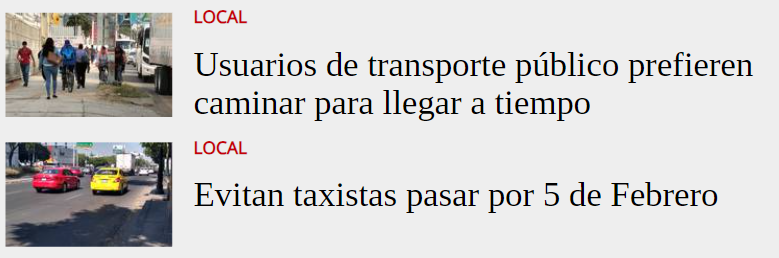 LOCAL
Usuarios de transporte público prefieren
caminar para llegar a tiempo
LOCAL
Evitan taxistas pasar por 5 de Febrero